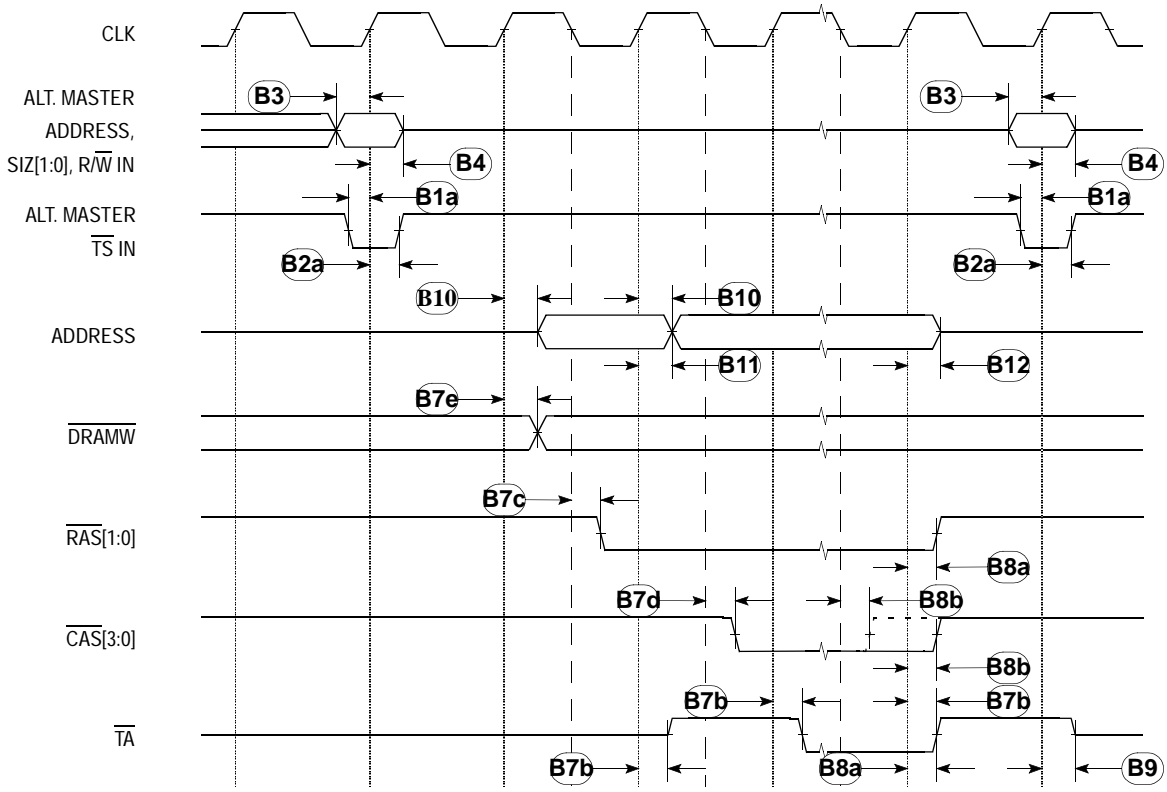 CLK
ALT. MASTER
B3
B3
ADDRESS,
SIZ[1:0], R/W IN
B4
B4
B1a
B1a
ALT. MASTER
TS IN
B2a
B2a
B10
B10
ADDRESS
B11
B12
B7e
DRAMW
B7c
RAS[1:0]
B8a
B7d
B8b
CAS[3:0]
B8b
B7b
B7b
TA
B7b
B8a
B9